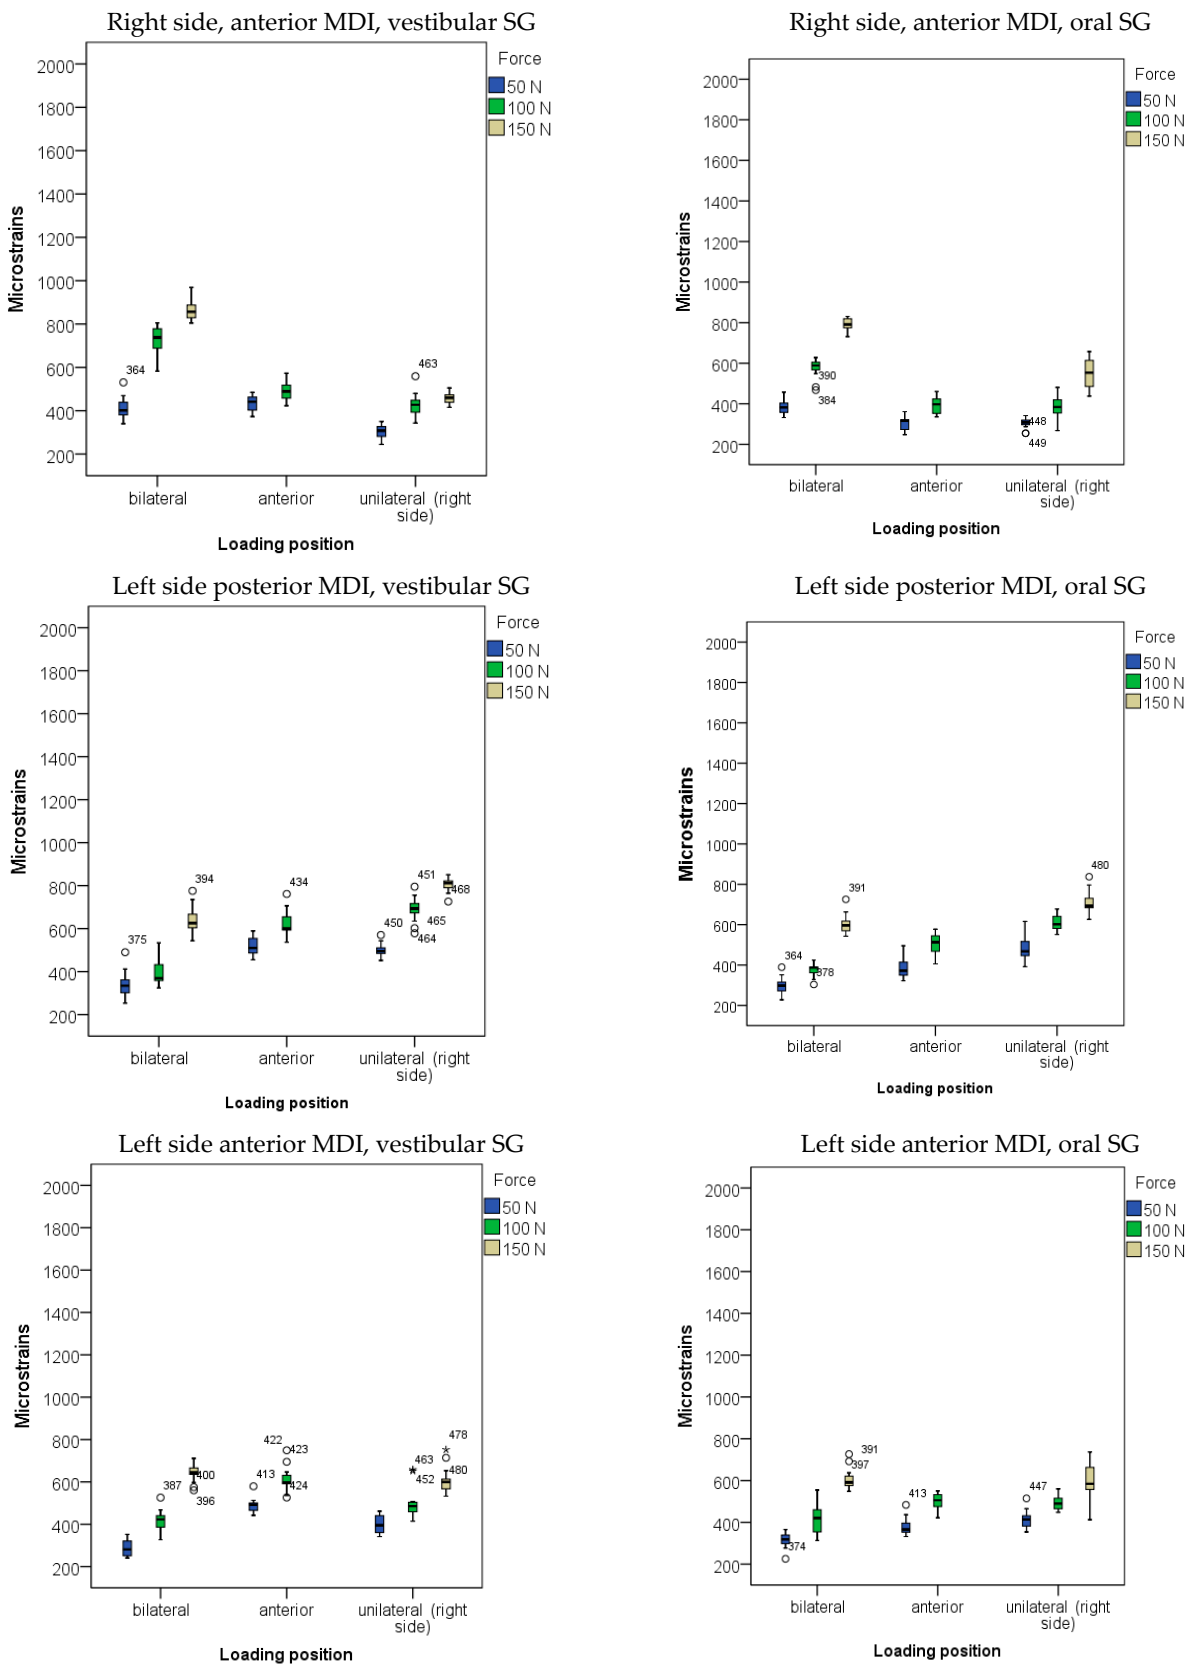 Right side, anterior MDI, vestibular SG
Force
50 N
100 N
150 N
2000
1800
1600
1400
1200
1000
800
600
400
200
Microstrains
364
463
bilateral
anterior
unilateral (right
side)
Loading position
Right side, anterior MDI, oral SG
Force
50 N
100 N
150 N
2000
1800
1600
1400
1200
1000
800
600
400
200
Microstrains
390
384
448
449
bilateral
anterior
unilateral (right
side)
Loading position
Left side posterior MDI, vestibular SG
Force
50 N
100 N
150 N
2000
1800
1600
1400
1200
1000
800
600
400
200
Microstrains
375
394
434
450
451
465
464
468
bilateral
anterior
unilateral (right
side)
Loading position
Left side posterior MDI, oral SG
Force
50 N
100 N
150 N
2000
1800
1600
1400
1200
1000
800
600
400
200
Microstrains
364
378
391
480
bilateral
anterior
unilateral (right
side)
Loading position
Left side anterior MDI, vestibular SG
Force
50 N
100 N
150 N
2000
1800
1600
1400
1200
1000
800
600
400
200
Microstrains
387
400
396
413
422
423
424
463
452
478
480
bilateral
anterior
unilateral (right
side)
Loading position
Left side anterior MDI, oral SG
Force
50 N
100 N
150 N
2000
1800
1600
1400
1200
1000
800
600
400
200
Microstrains
374
391
397
413
447
bilateral
anterior
unilateral (right
side)
Loading position